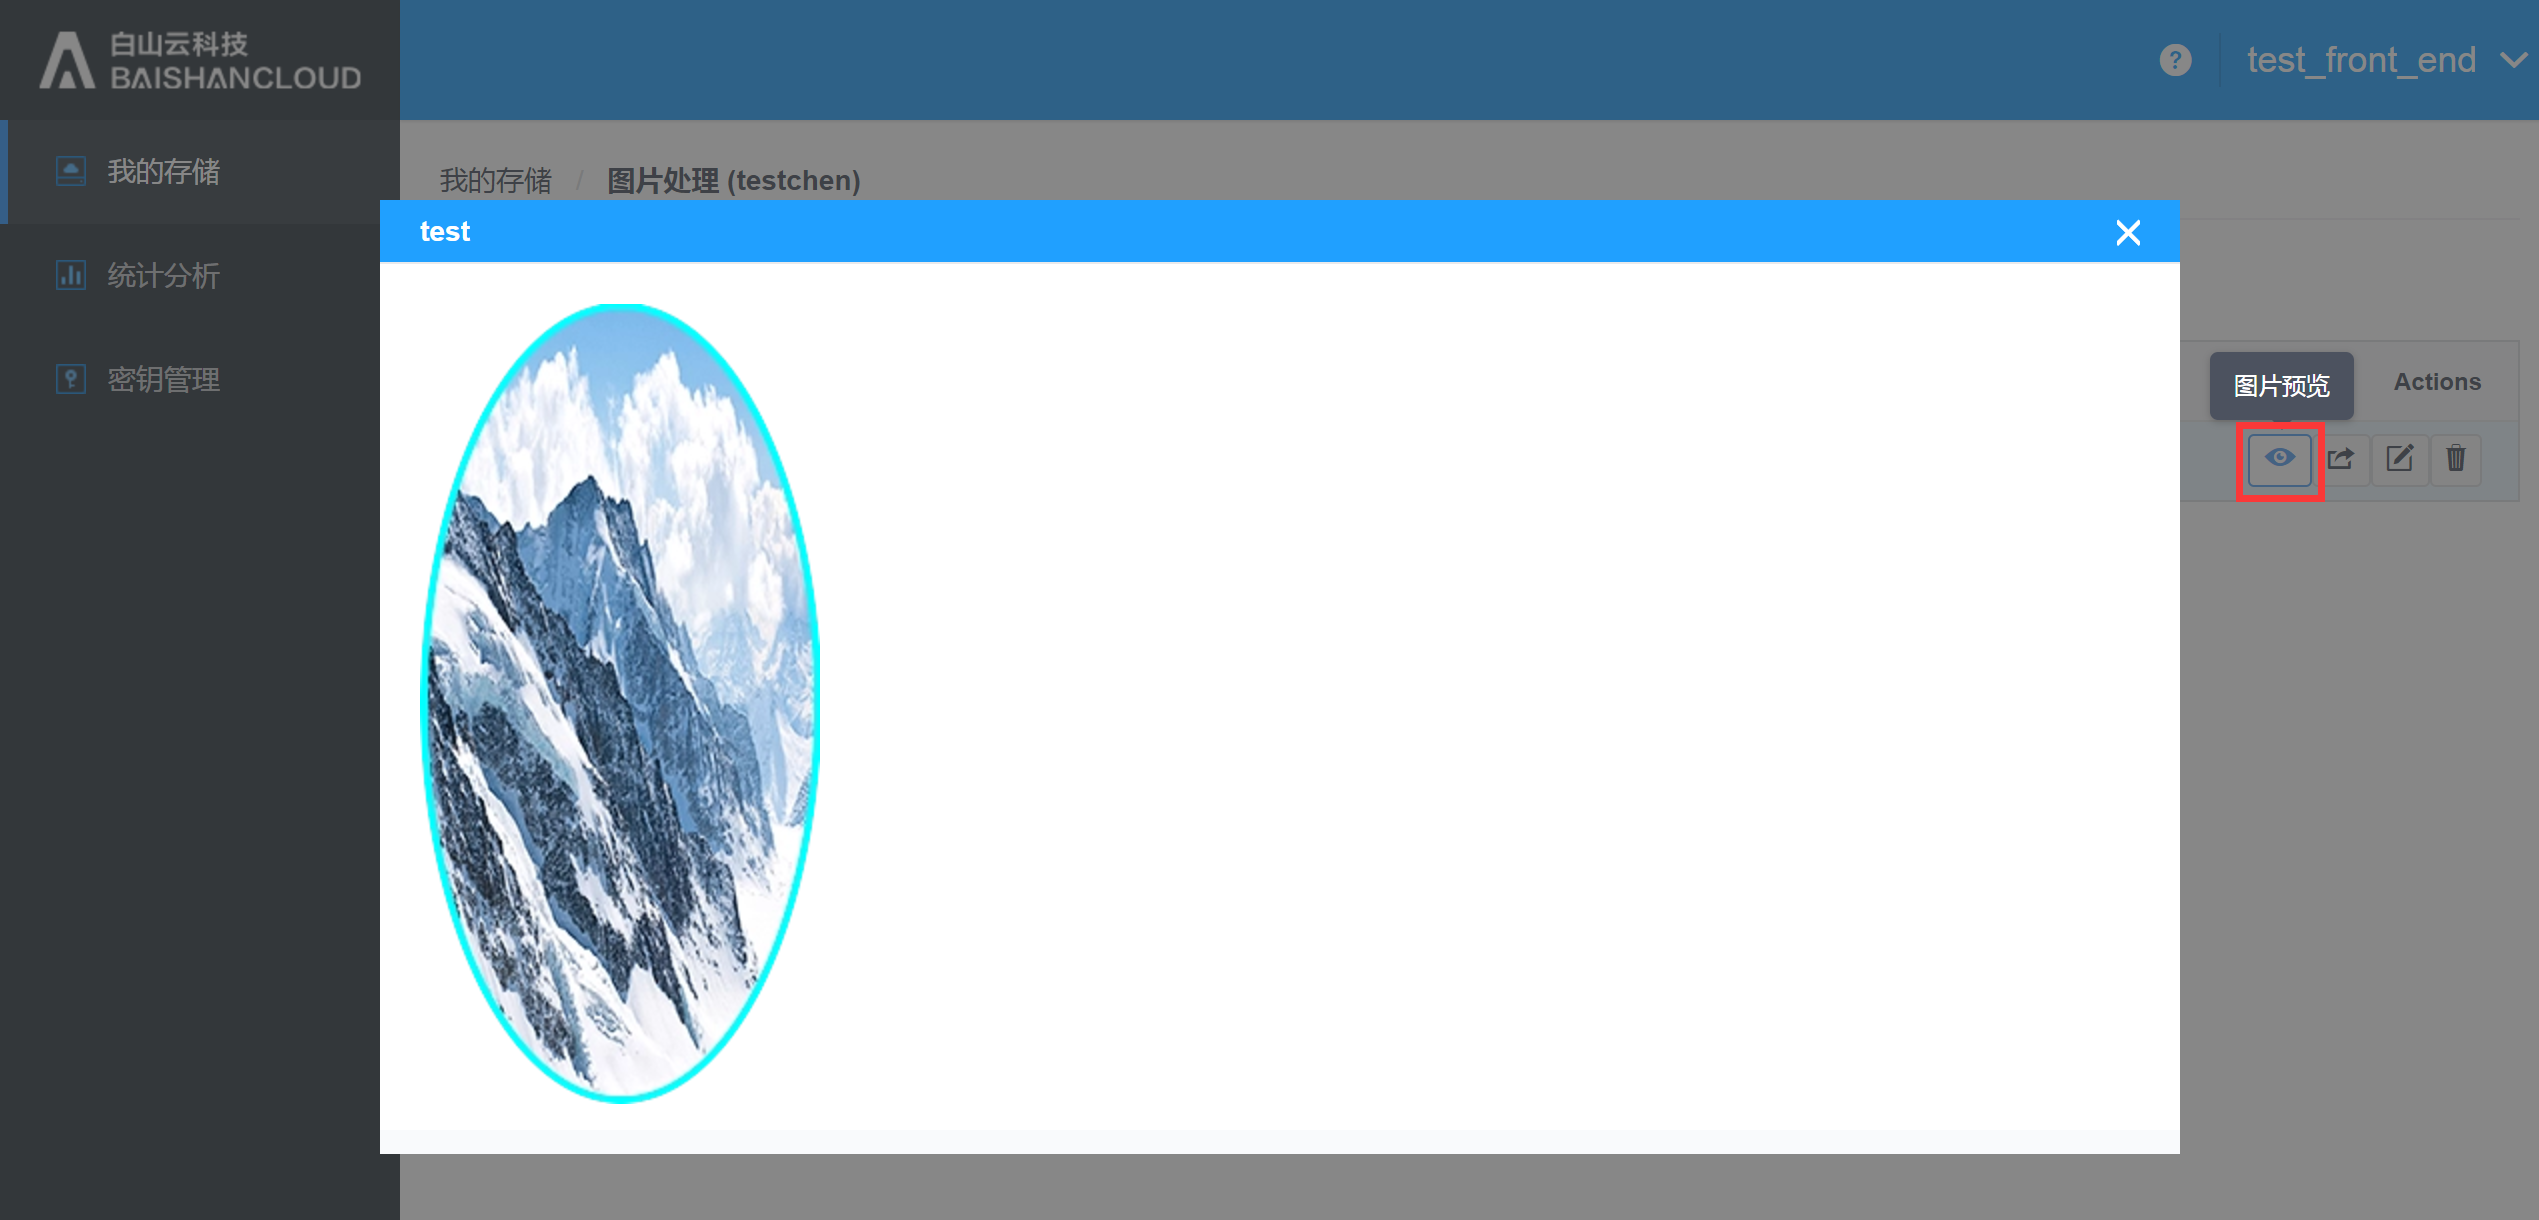 白山云科技
BAISHANCLOUD
test_front_end
我的存储
统计分析
密钥管理
我的存储 / 图片处理 (testchen)
test
图片预览
Actions